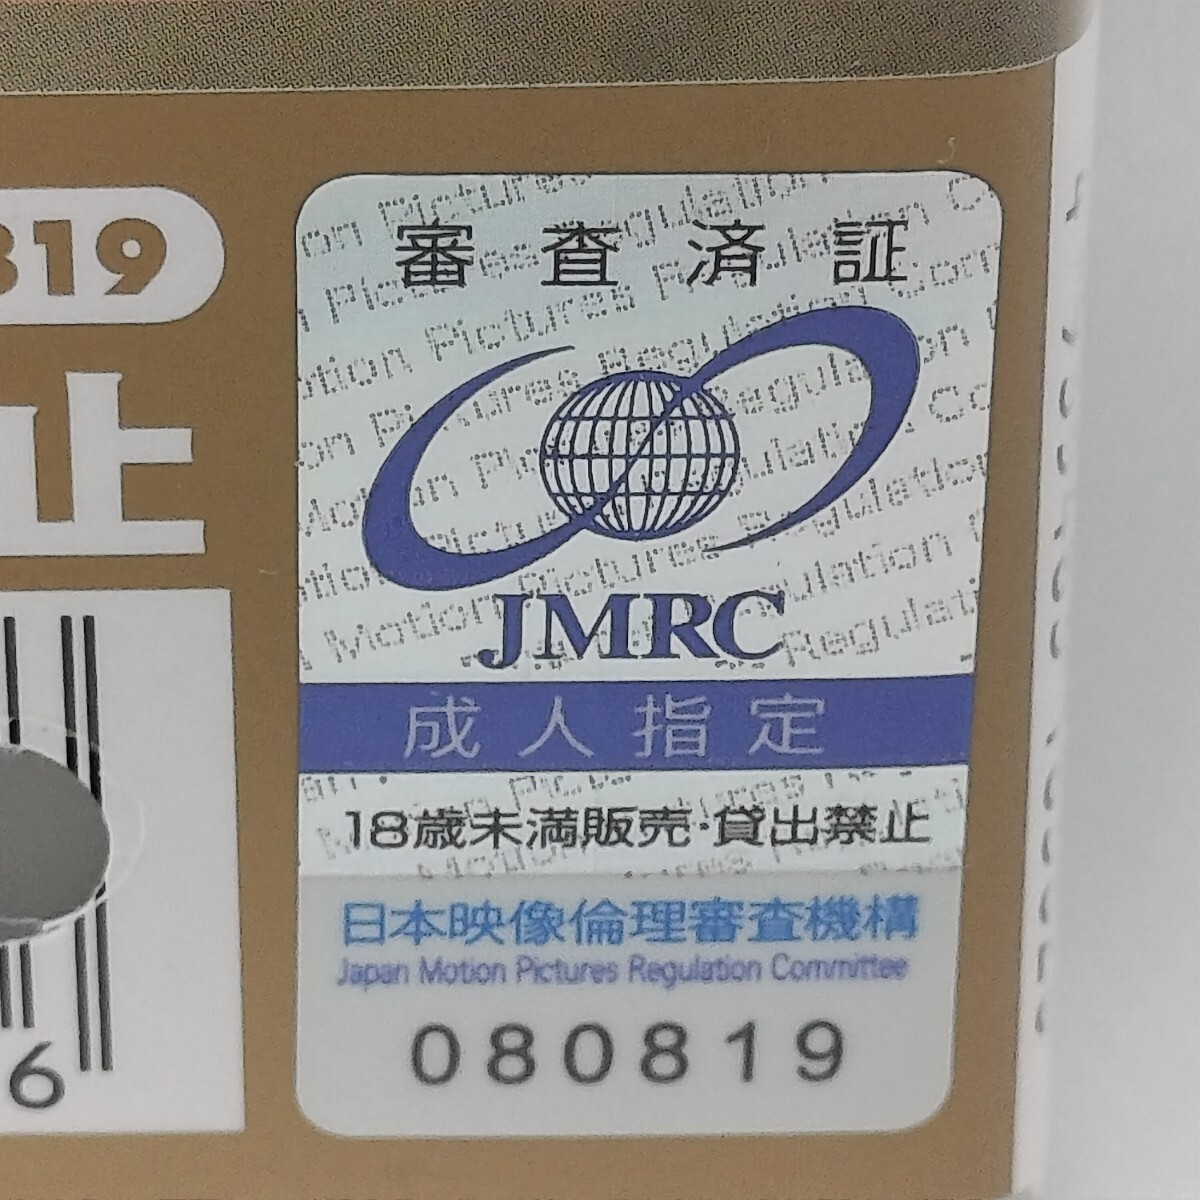 819
止
6
審査済証
JMRC
成人指定
18歳未満販売・貸出禁止
日本映像倫理審査機構
Japan Motion Pictures Regulation Committee
080819